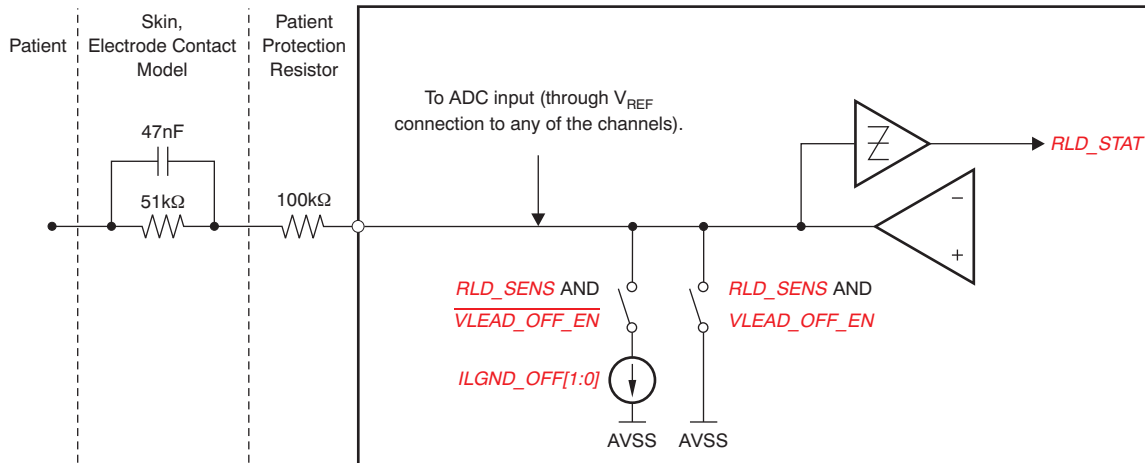 Patient
Skin,
Electrode Contact
Model
Patient
Protection
Resistor
47nF
51kΩ
100kΩ
To ADC input (through VREF
connection to any of the channels).
RLD_STAT
−
+
RLD_SENS AND
VLEAD_OFF_EN
RLD_SENS AND
VLEAD_OFF_EN
ILGND_OFF[1:0]
AVSS
AVSS